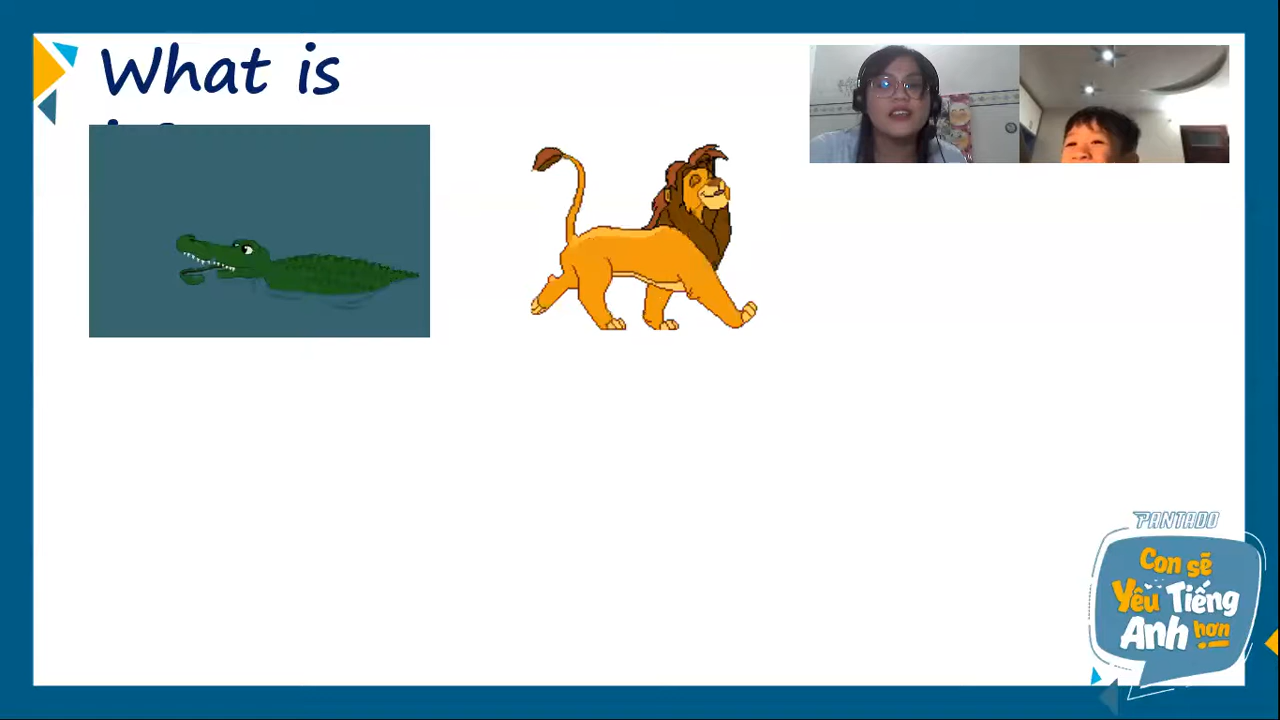 What is
PANTADO
Con sẽ
Yêu Tiếng
Anh hơn